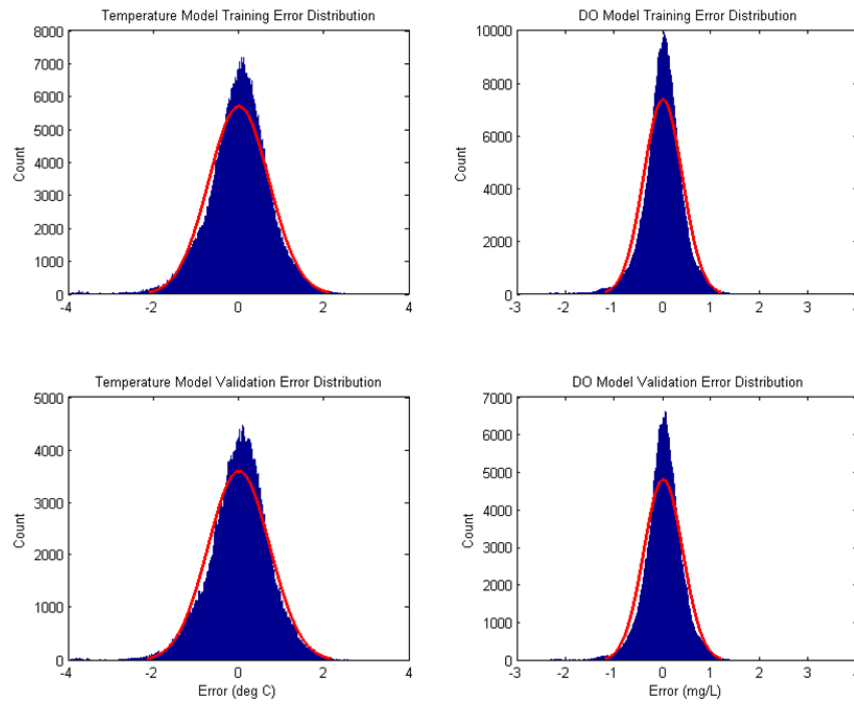 Temperature Model Training Error Distribution
8000
7000
6000
5000
4000
3000
2000
1000
0
Count
-4 -2 0 2 4
DO Model Training Error Distribution
10000
8000
6000
4000
2000
0
Count
-3 -2 -1 0 1 2 3 4
Temperature Model Validation Error Distribution
5000
4000
3000
2000
1000
0
Count
-4 -2 0 2 4
Error (deg C)
DO Model Validation Error Distribution
7000
6000
5000
4000
3000
2000
1000
0
Count
-3 -2 -1 0 1 2 3 4
Error (mg/L)